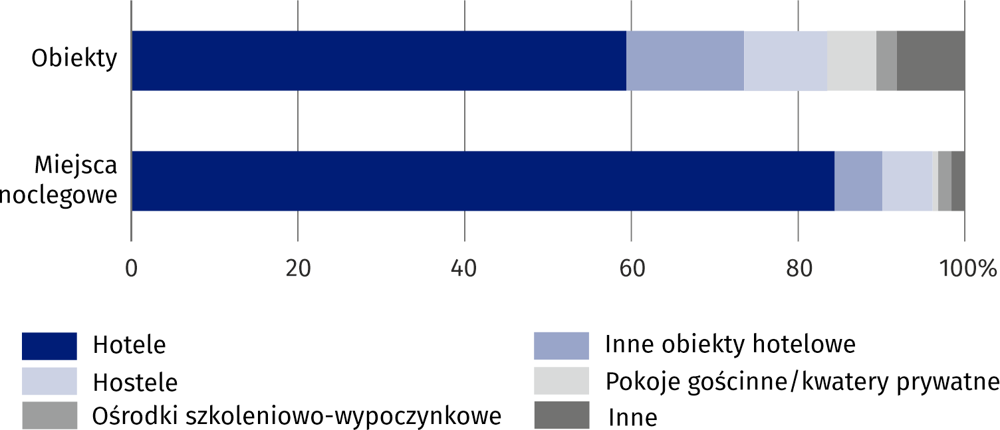 Obiekty
Miejsca
noclegowe
0 20 40 60 80 100%
Hotele
Inne obiekty hotelowe
Hostele
Pokoje gościnne/kwatery prywatne
Ośrodki szkoleniowo-wypoczynkowe
Inne